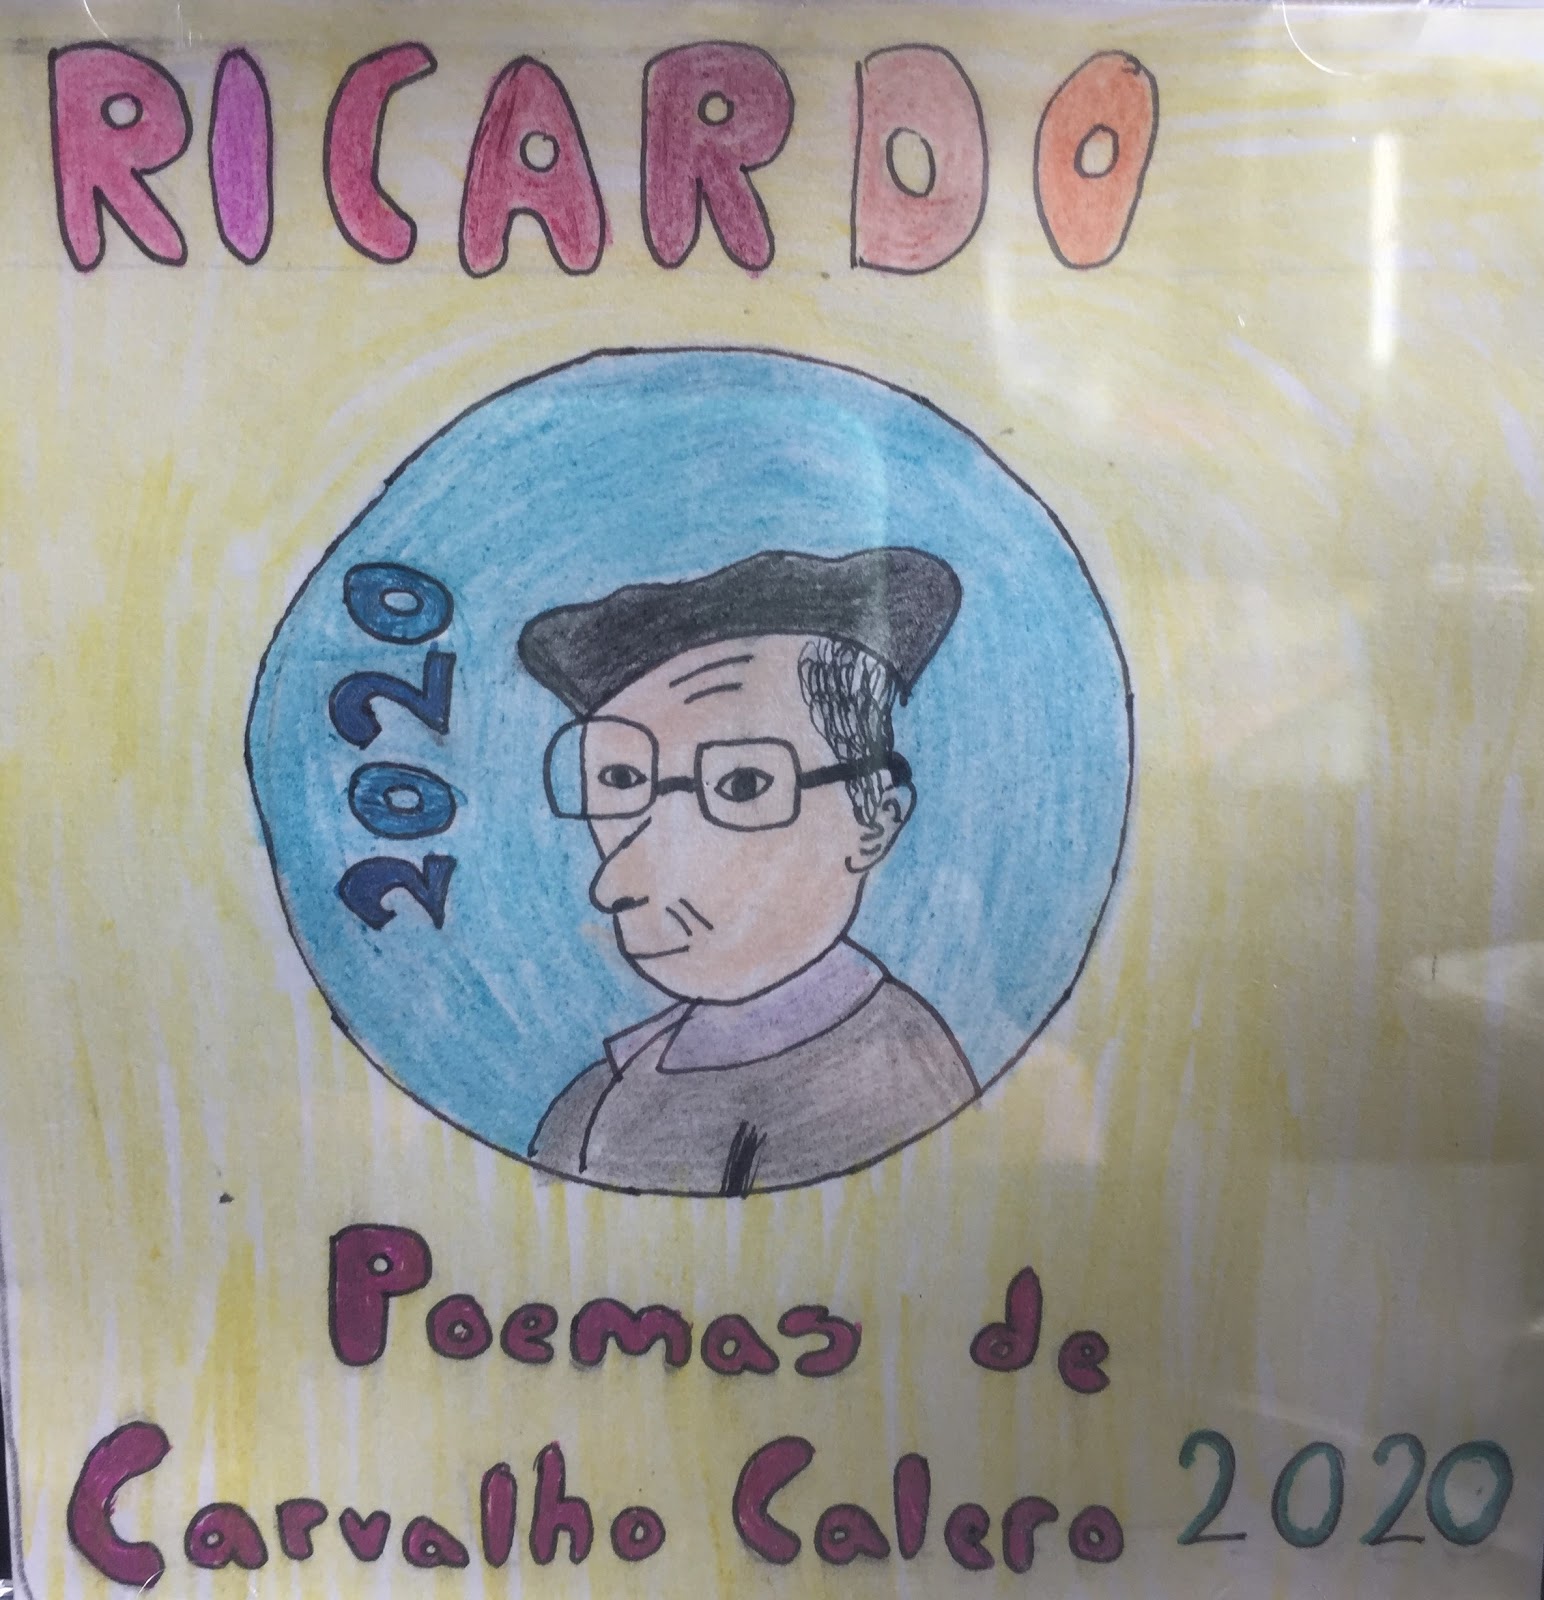 RICARDO
2020
Poemas de
Carvalho Calero 2020